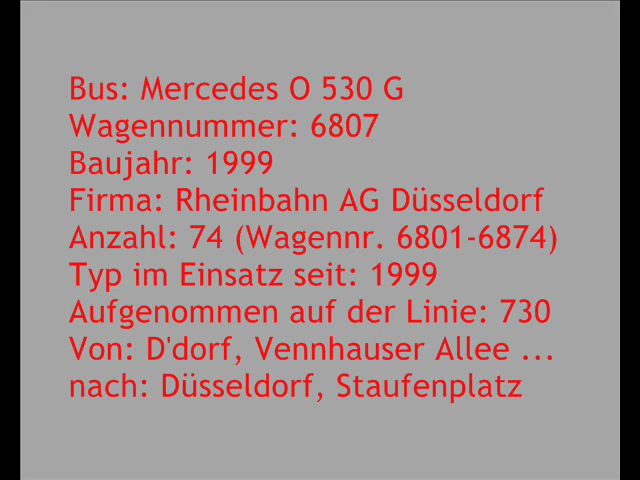 Bus: Mercedes O 530 G
Wagennummer: 6807
Baujahr: 1999
Firma: Rheinbahn AG Düsseldorf
Anzahl: 74 (Wagennr. 6801-6874)
Typ im Einsatz seit: 1999
Aufgenommen auf der Linie: 730
Von: D'dorf, Vennhauser Allee ...
nach: Düsseldorf, Staufenplatz